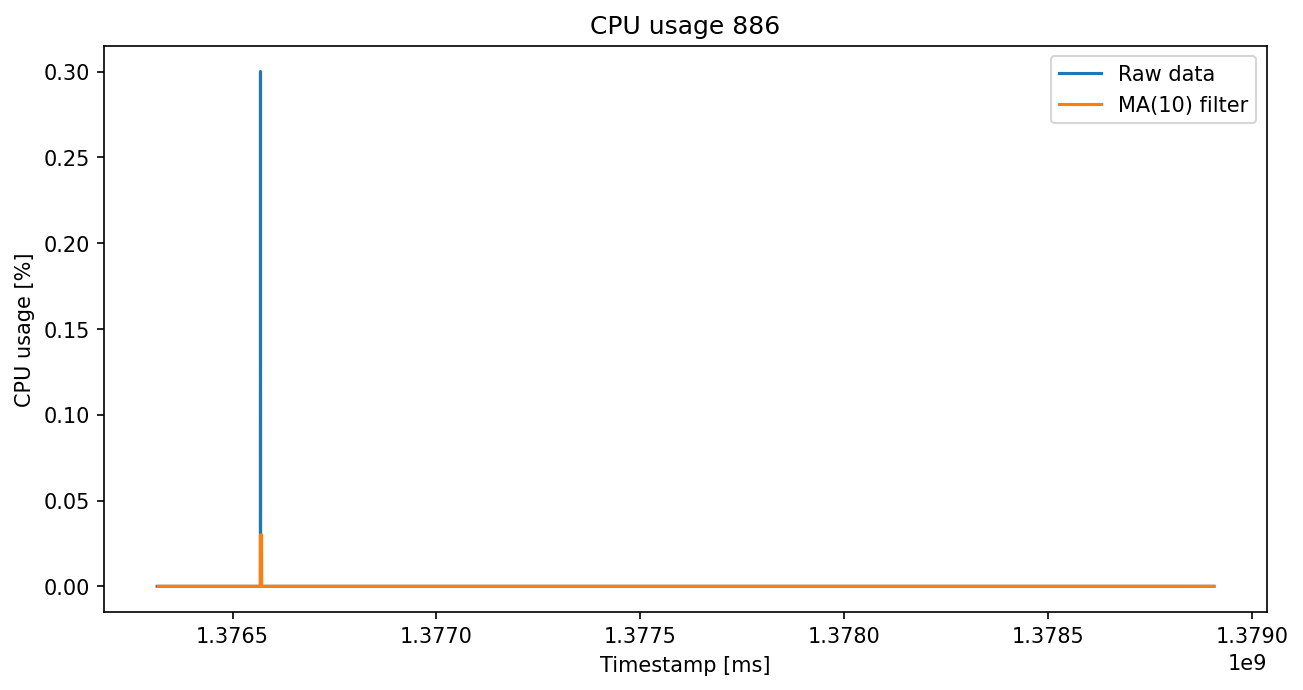 CPU usage 886
Raw data
MA(10) filter
CPU usage [%]
0.30
0.25
0.20
0.15
0.10
0.05
0.00
1.3765 1.3770 1.3775 1.3780 1.3785 1.3790
1e9
Timestamp [ms]